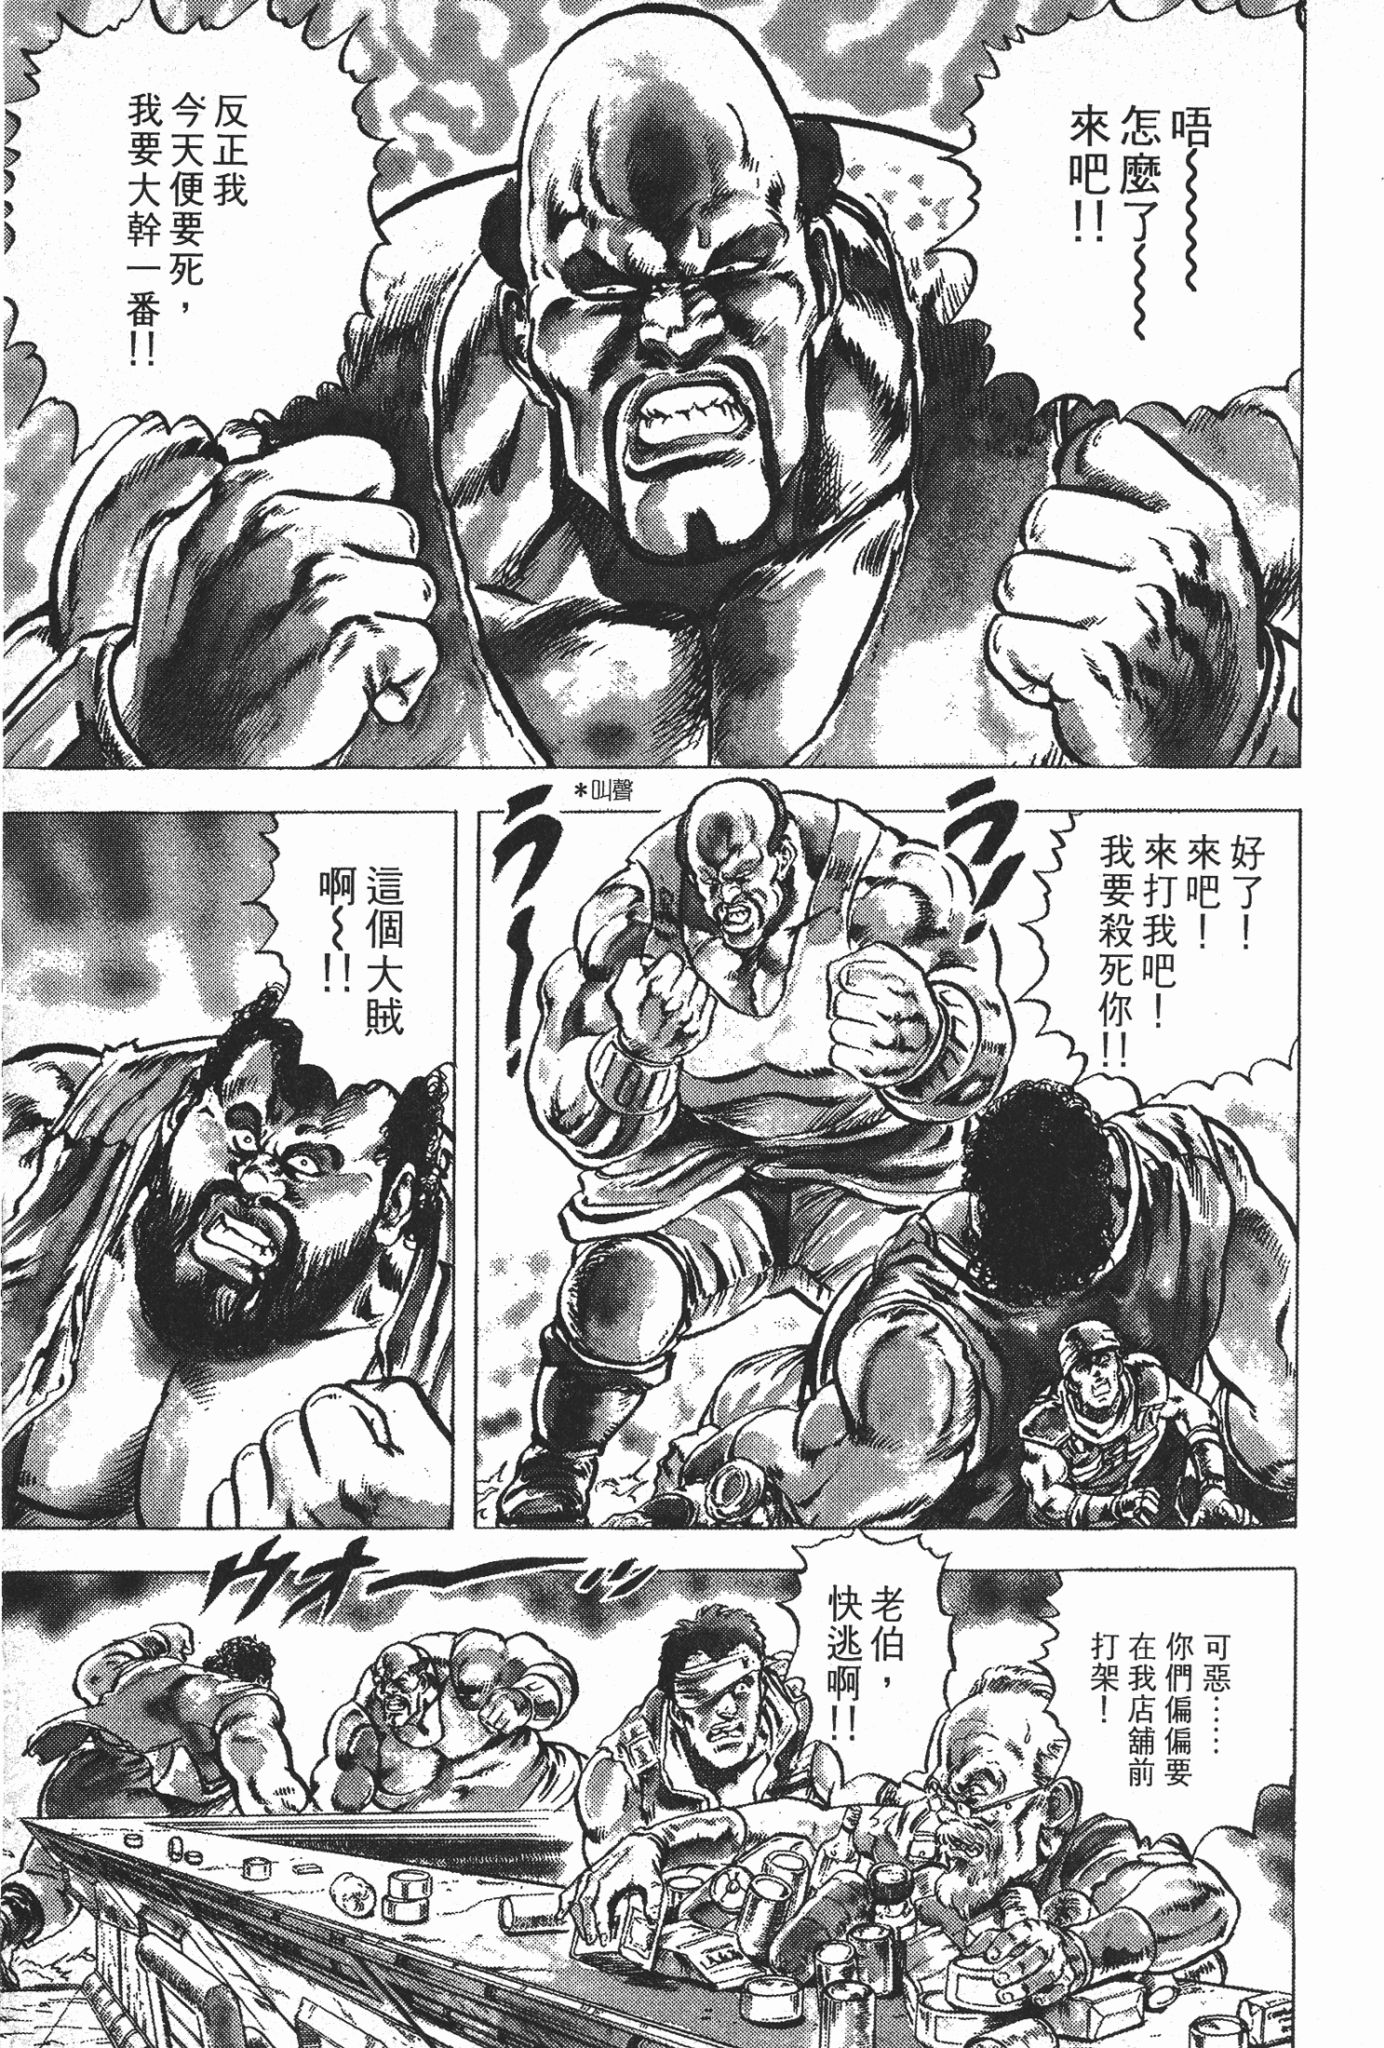 唔～～～
怎麼了～～～
來吧!!
反正我
今天便要死，
我要大幹一番!!
好了！
來吧！
來打我吧！
我要殺死你!!
ウラー
*叫聲
這個大賊
啊～!!
可惡……
你們偏偏要
在我店舖前
打架！
老伯，
快逃啊!!
ウォーッ